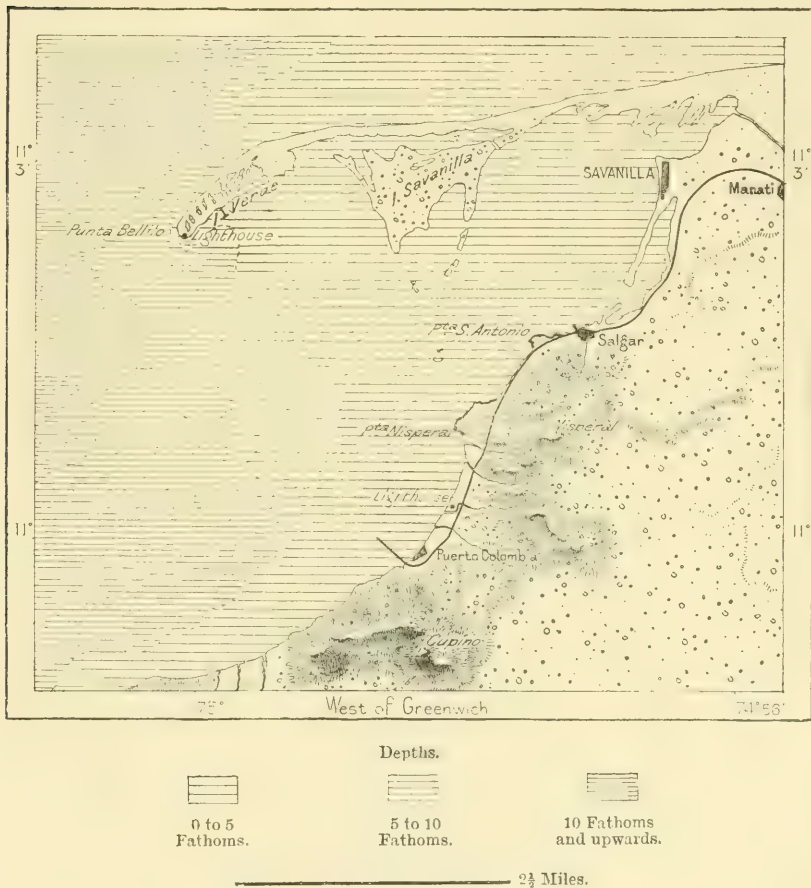 11° 3'
11° 3'
SAVANILLA
I. Savanilla
Manati
I. Verde
Punta Bellilo
Lighthouse
Pta S. Antonio
Salgar
Pta Nisperal
Nisperal
Lighthouse
11°
11°
Puerto Colombia
Cupino
75°
West of Greenwich
74°56'
Depths.
0 to 5
Fathoms.
5 to 10
Fathoms.
10 Fathoms
and upwards.
2½ Miles.